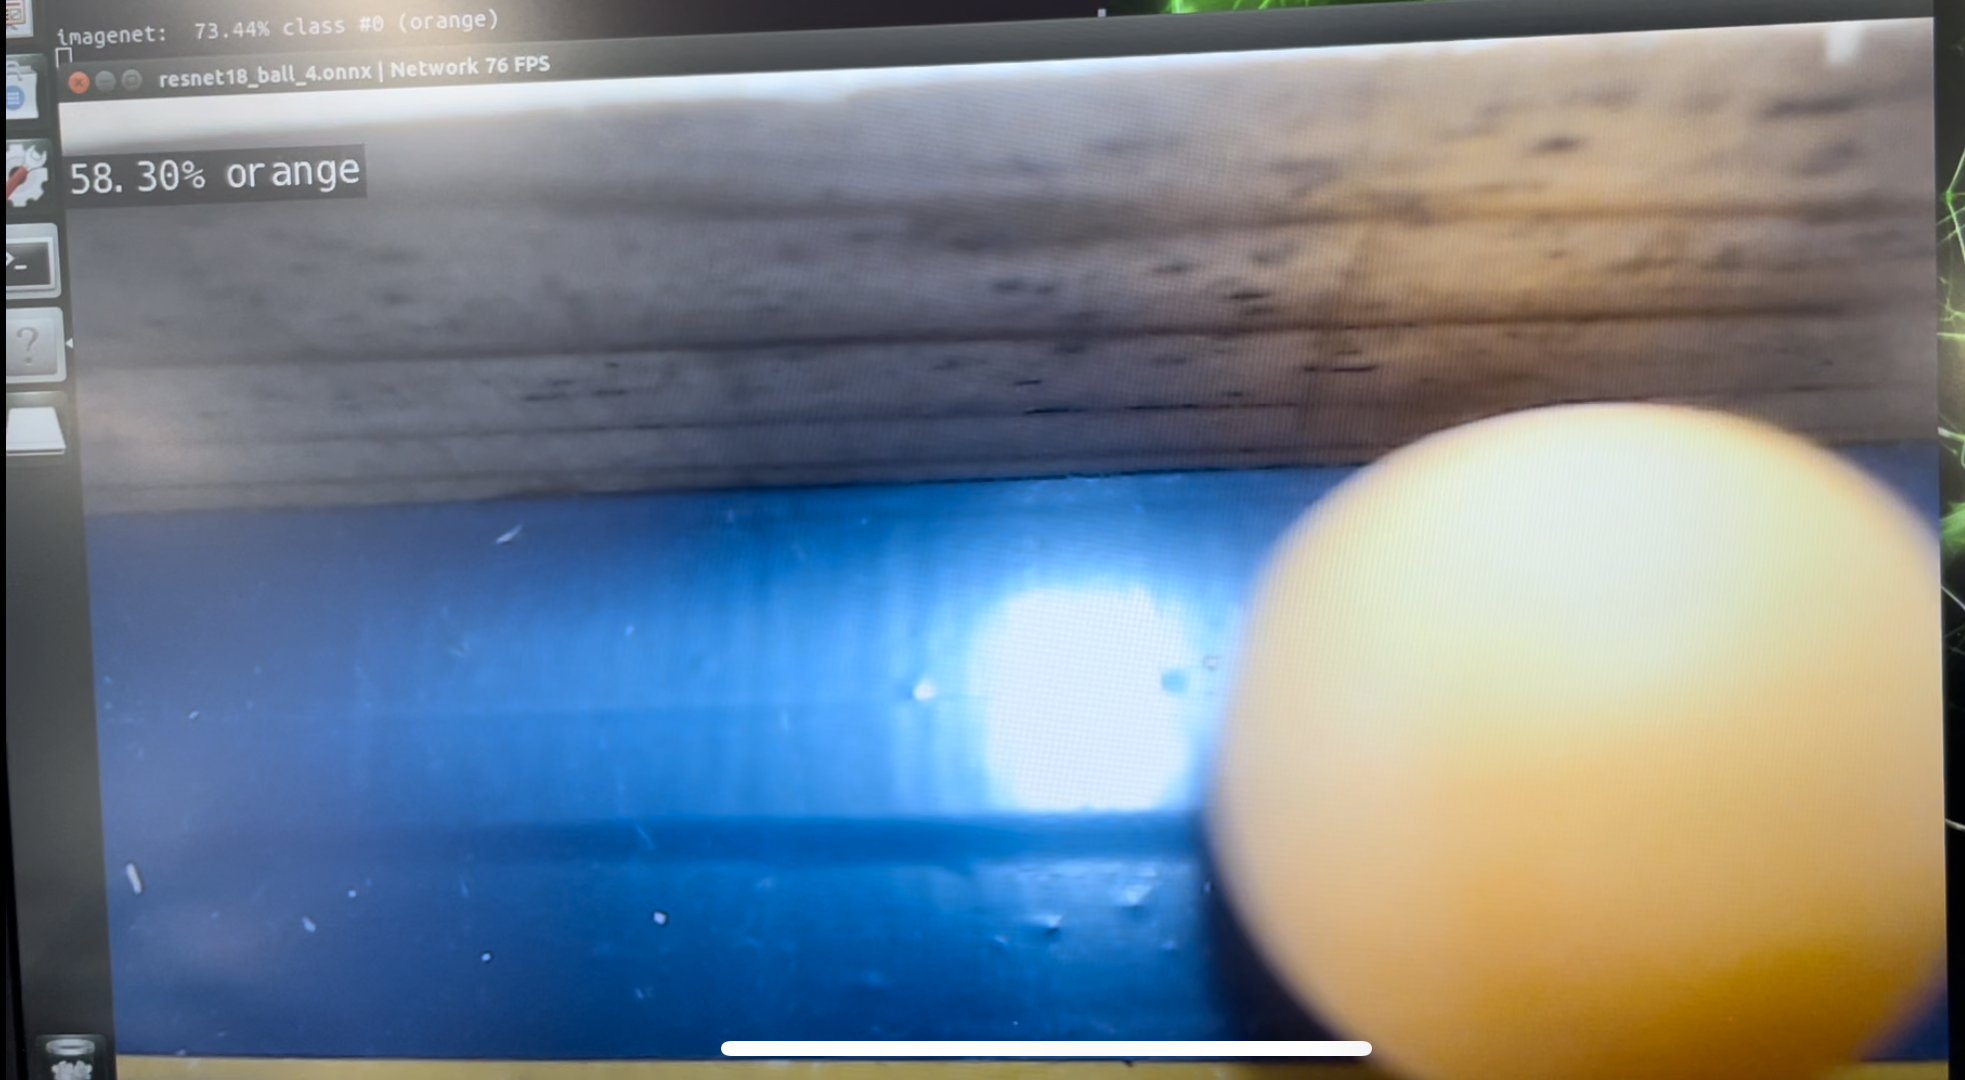 imagenet:  73.44% class #0 (orange)
resnet18_ball_4.onnx | Network 76 FPS
58.30% orange